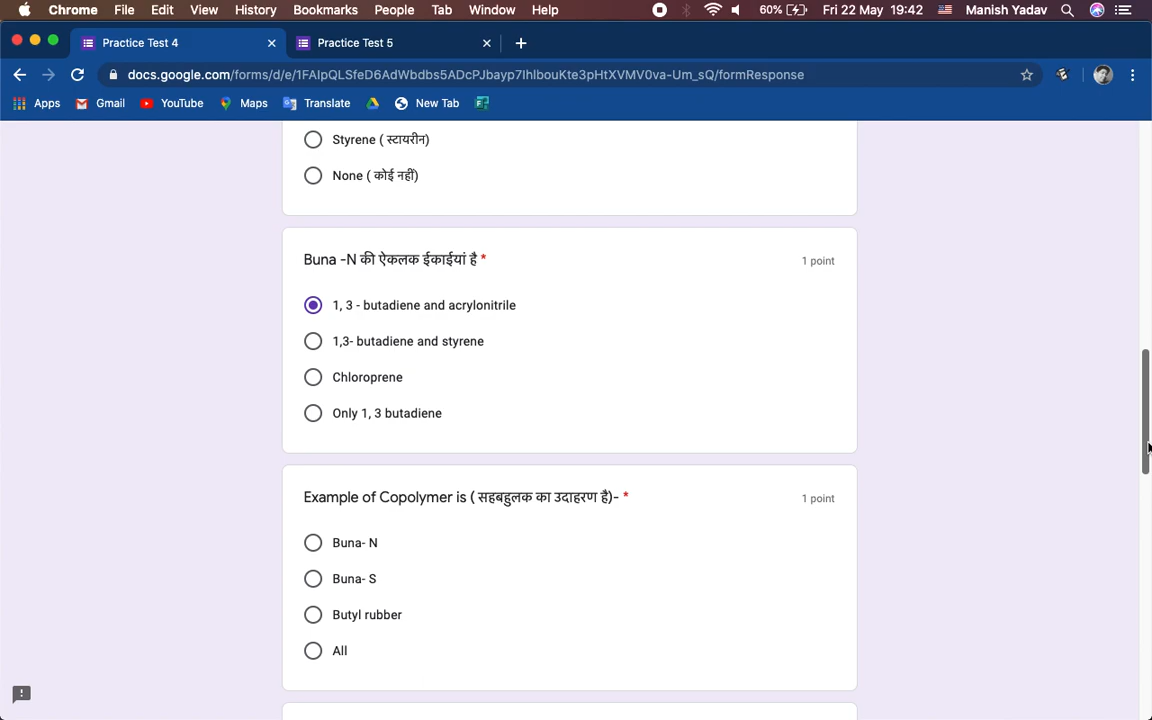 Chrome File Edit View History Bookmarks People Tab Window Help 60% Fri 22 May 19:42 Manish Yadav
Practice Test 4 Practice Test 5
docs.google.com/forms/d/e/1FAIpQLSfeD6AdWbdbs5ADcPJbayp7IhlbouKte3pHtXVMV0va-Um_sQ/formResponse
Apps Gmail YouTube Maps Translate New Tab
Styrene ( स्टायरीन)
None ( कोई नहीं)
Buna -N की ऐकलक ईकाईयां है * 1 point
1, 3 - butadiene and acrylonitrile
1,3- butadiene and styrene
Chloroprene
Only 1, 3 butadiene
Example of Copolymer is ( सहबहुलक का उदाहरण है)- * 1 point
Buna- N
Buna- S
Butyl rubber
All